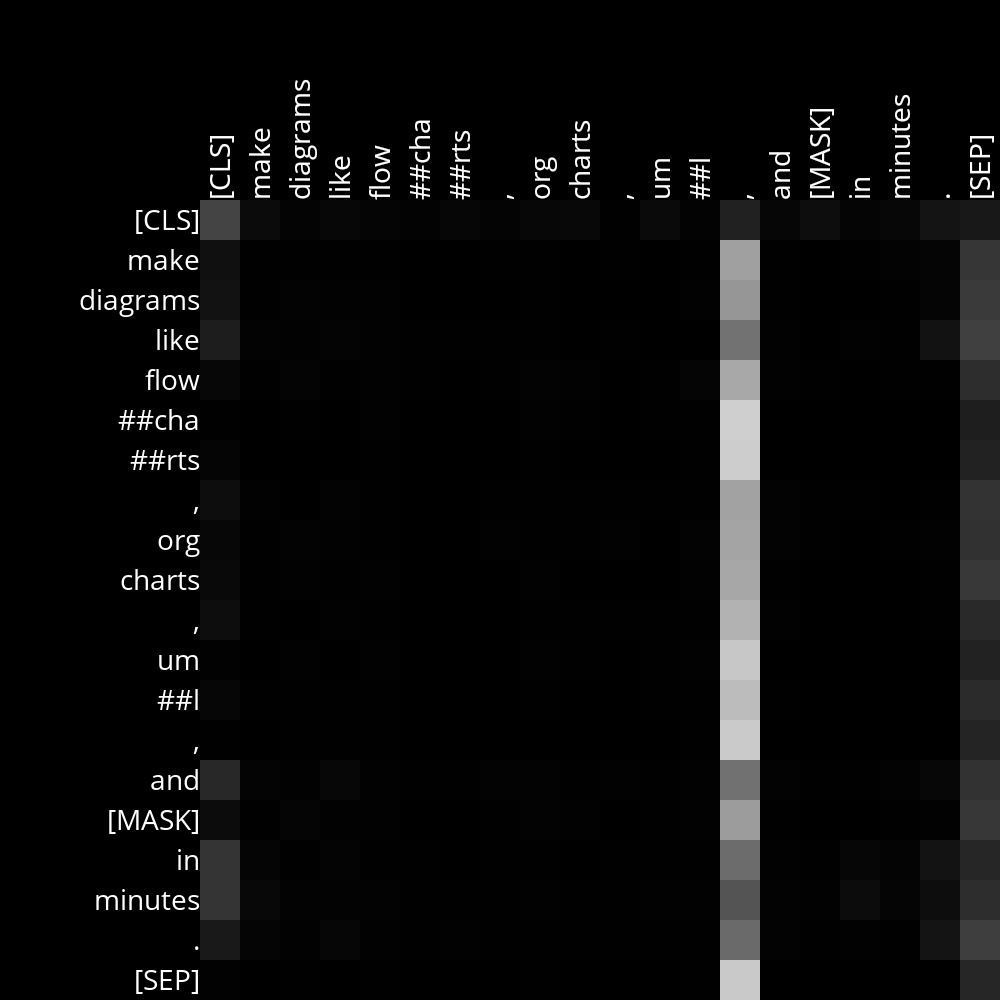 [CLS] make diagrams like flow ##cha ##rts , org charts , um ##l , and [MASK] in minutes . [SEP]
[CLS]
make
diagrams
like
flow
##cha
##rts
,
org
charts
,
um
##l
,
and
[MASK]
in
minutes
.
[SEP]